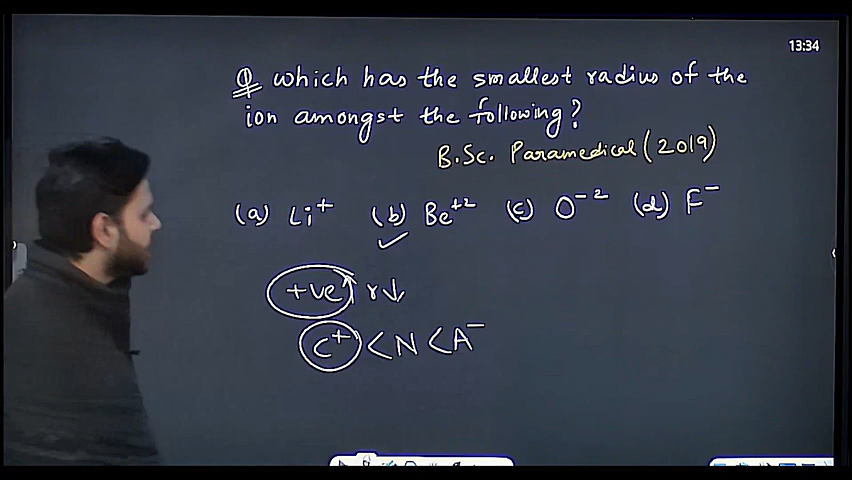 13:34
Q which has the smallest radius of the
ion amongst the following?
B.Sc. Paramedical (2019)
(a) Li⁺ (b) Be⁺² (c) O⁻² (d) F⁻
+ve↑ r↓
C⁺ < N < A⁻